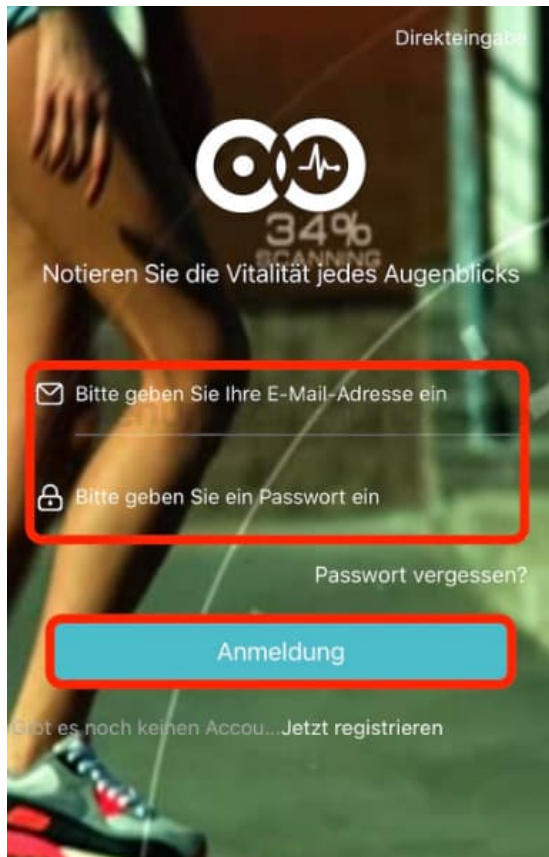 Direkteingabe
34%
SCANNING
Notieren Sie die Vitalität jedes Augenblicks
Bitte geben Sie Ihre E-Mail-Adresse ein
Bitte geben Sie ein Passwort ein
Passwort vergessen?
Anmeldung
Gibt es noch keinen Accou...Jetzt registrieren